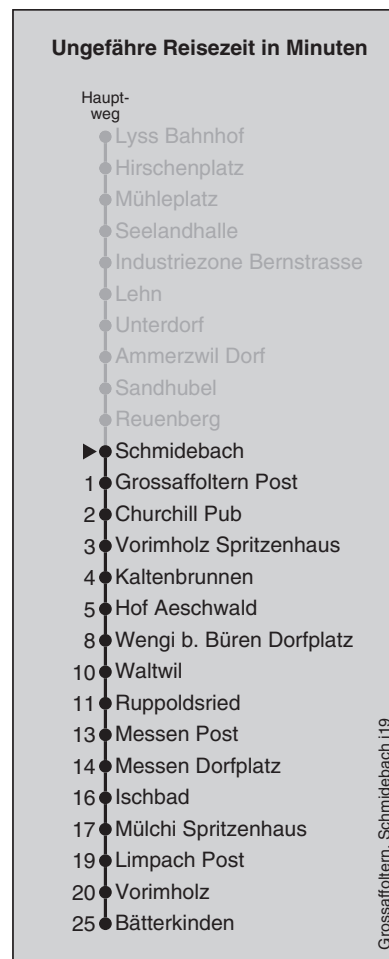 Ungefähre Reisezeit in Minuten
Haupt-
weg
Lyss Bahnhof
Hirschenplatz
Mühleplatz
Seelandhalle
Industriezone Bernstrasse
Lehn
Unterdorf
Ammerzwil Dorf
Sandhubel
Reuenberg
Schmidebach
1 Grossaffoltern Post
2 Churchill Pub
3 Vorimholz Spritzenhaus
4 Kaltenbrunnen
5 Hof Aeschwald
8 Wengi b. Büren Dorfplatz
10 Waltwil
11 Ruppoldsried
13 Messen Post
14 Messen Dorfplatz
16 Ischbad
17 Mülchi Spritzenhaus
19 Limpach Post
20 Vorimholz
25 Bätterkinden
Grossaffoltern, Schmidebach j19